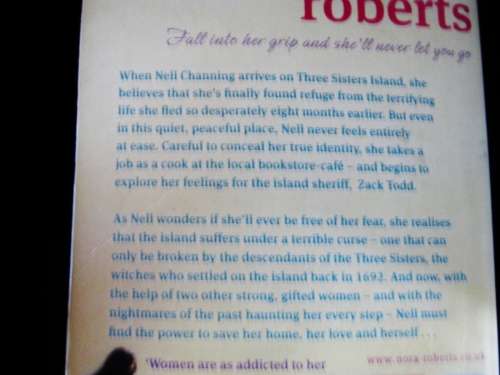 roberts
Fall into her grip and she'll never let you go
When Nell Channing arrives on Three Sisters Island, she
believes that she's finally found refuge from the terrifying
life she fled so desperately eight months earlier. But even
in this quiet, peaceful place, Nell never feels entirely
at ease. Careful to conceal her true identity, she takes a
job as a cook at the local bookstore-café – and begins to
explore her feelings for the island sheriff, Zack Todd.
As Nell wonders if she'll ever be free of her fear, she realises
that the island suffers under a terrible curse – one that can
only be broken by the descendants of the Three Sisters, the
witches who settled on the island back in 1692. And now, with
the help of two other strong, gifted women – and with the
nightmares of the past haunting her every step – Nell must
find the power to save her home, her love and herself . . .
'Women are as addicted to her
www.nora-roberts.co.uk